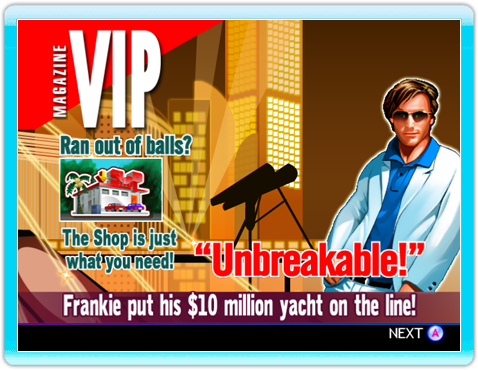 MAGAZINE VIP
Ran out of balls?
The Shop is just
what you need!
“Unbreakable!”
Frankie put his $10 million yacht on the line!
NEXT A